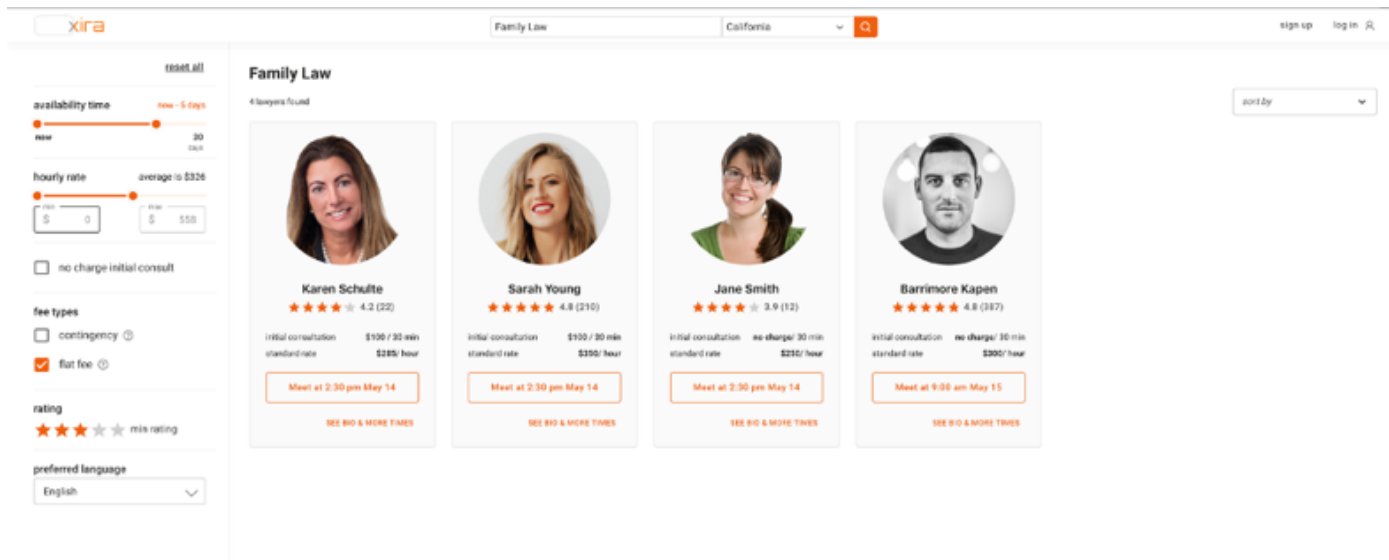 xira
Family Law
California
sign up
log in
reset all
availability time
now - 5 days
now
20
days
hourly rate
average is $326
min
$ 0
max
$ 558
no charge initial consult
fee types
contingency
flat fee
rating
min rating
preferred language
English
Family Law
4 lawyers found
sort by
Karen Schulte
4.2 (22)
initial consultation $100 / 30 min
standard rate $285/ hour
Meet at 2:30 pm May 14
SEE BIO & MORE TIMES
Sarah Young
4.8 (210)
initial consultation $100 / 30 min
standard rate $350/ hour
Meet at 2:30 pm May 14
SEE BIO & MORE TIMES
Jane Smith
3.9 (12)
initial consultation no charge/ 30 min
standard rate $250/ hour
Meet at 2:30 pm May 14
SEE BIO & MORE TIMES
Barrimore Kapen
4.8 (387)
initial consultation no charge/ 30 min
standard rate $300/ hour
Meet at 9:00 am May 15
SEE BIO & MORE TIMES